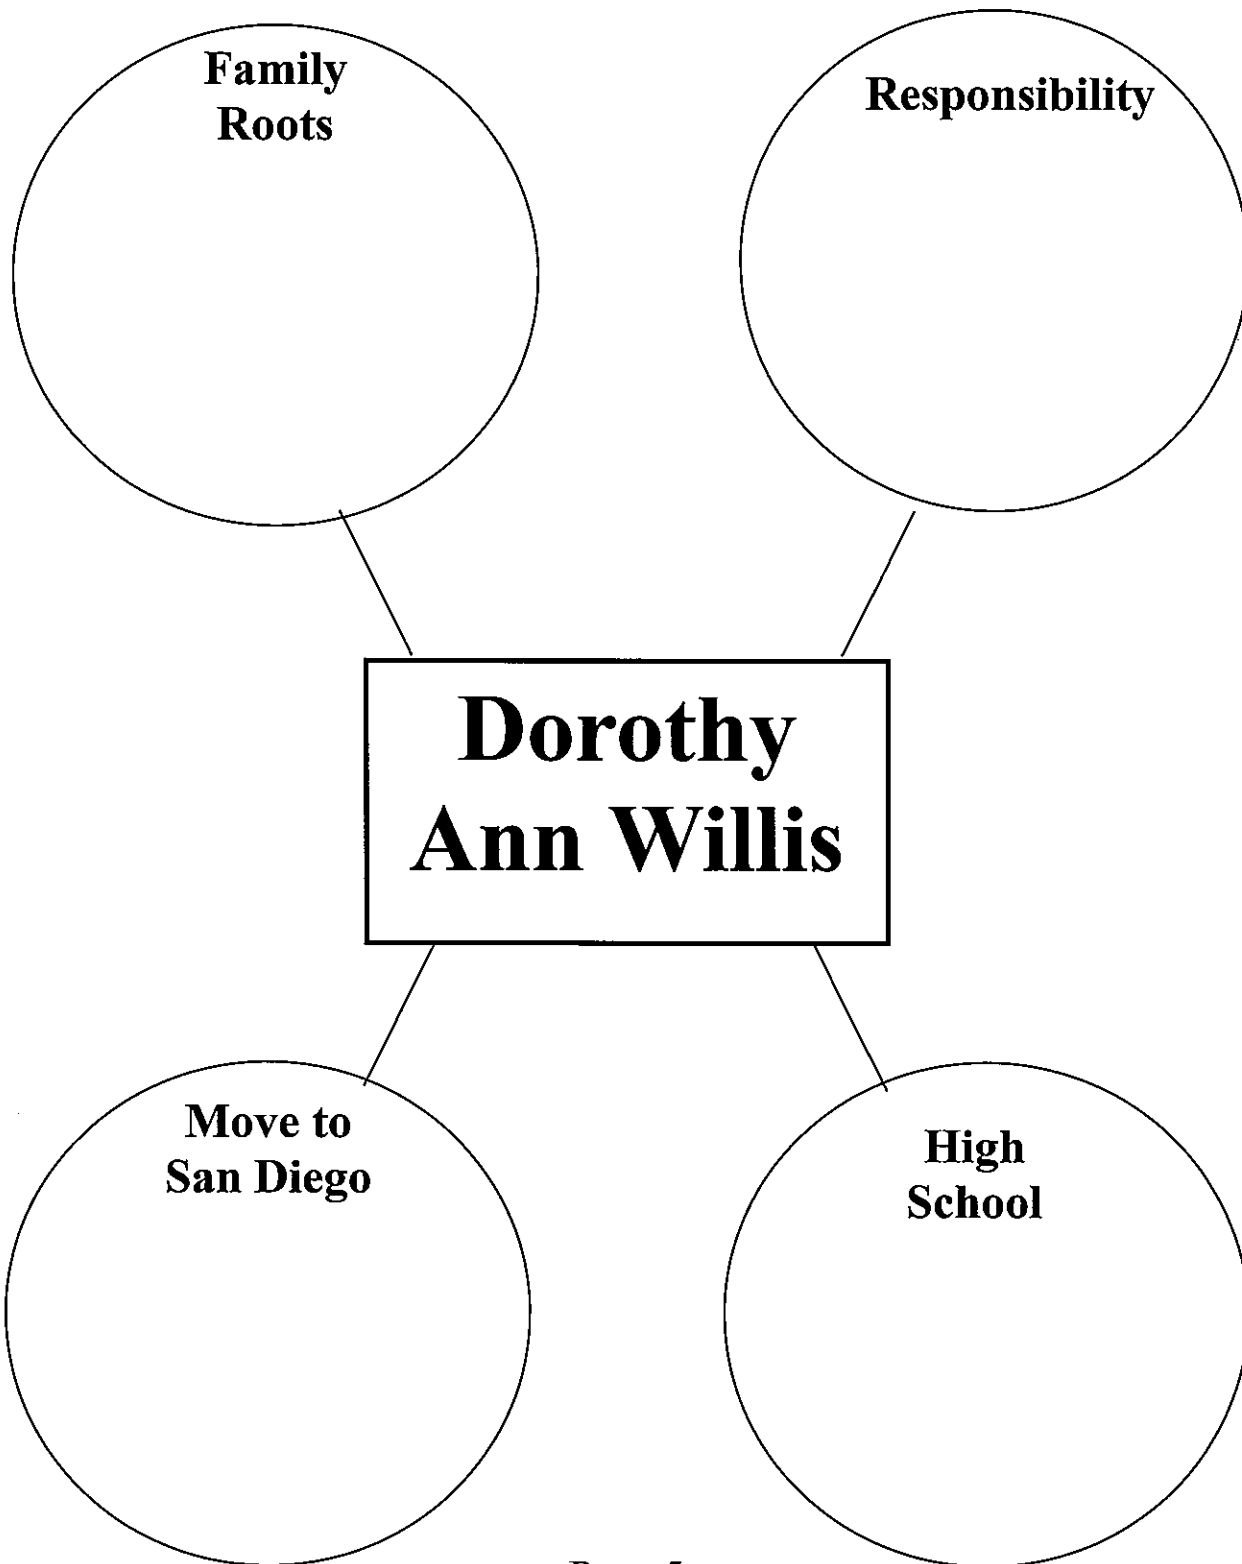 Family
Roots
Responsibility
Dorothy
Ann Willis
Move to
San Diego
High
School